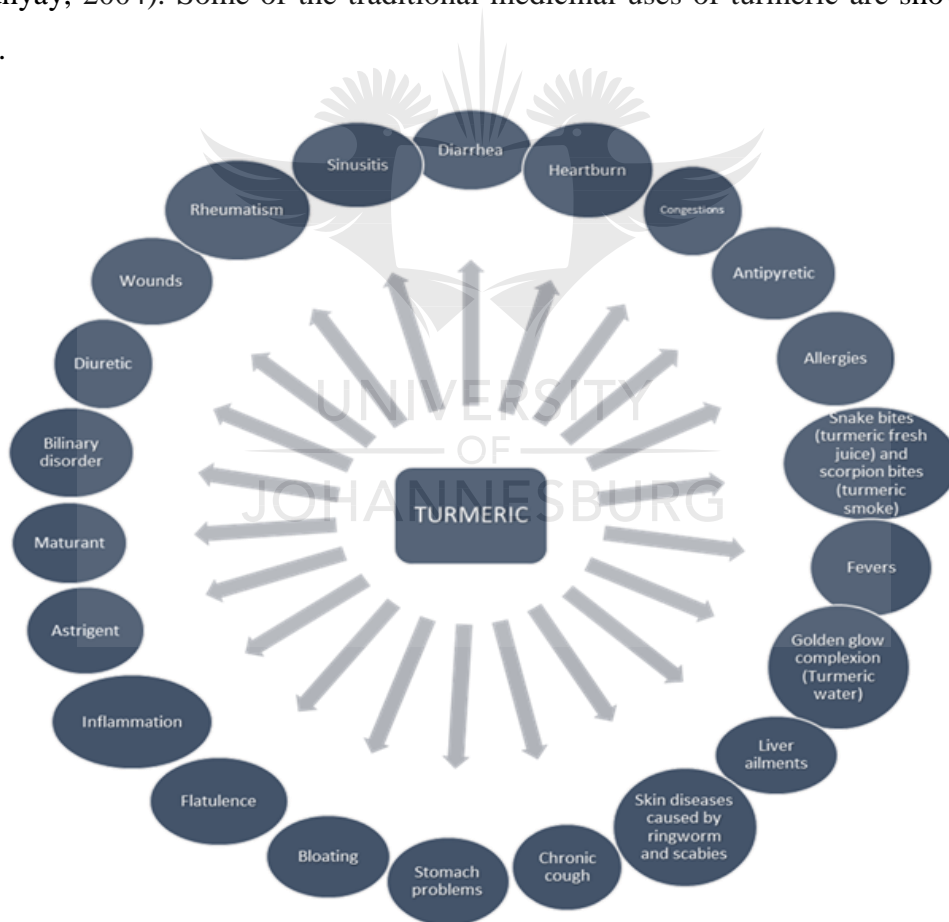 2004). Some of the traditional medicinal uses of turmeric are
.
Diarrhea
Heartburn
Congestions
Antipyretic
Allergies
Snake bites
(turmeric fresh
juice) and
scorpion bites
(turmeric
smoke)
Fevers
Golden glow
complexion
(Turmeric
water)
Liver
ailments
Skin diseases
caused by
ringworm
and scabies
Chronic
cough
Stomach
problems
Bloating
Flatulence
Inflammation
Astrigent
Maturant
Bilinary
disorder
Diuretic
Wounds
Rheumatism
Sinusitis
TURMERIC
UNIVERSITY
OF
JOHANNESBURG